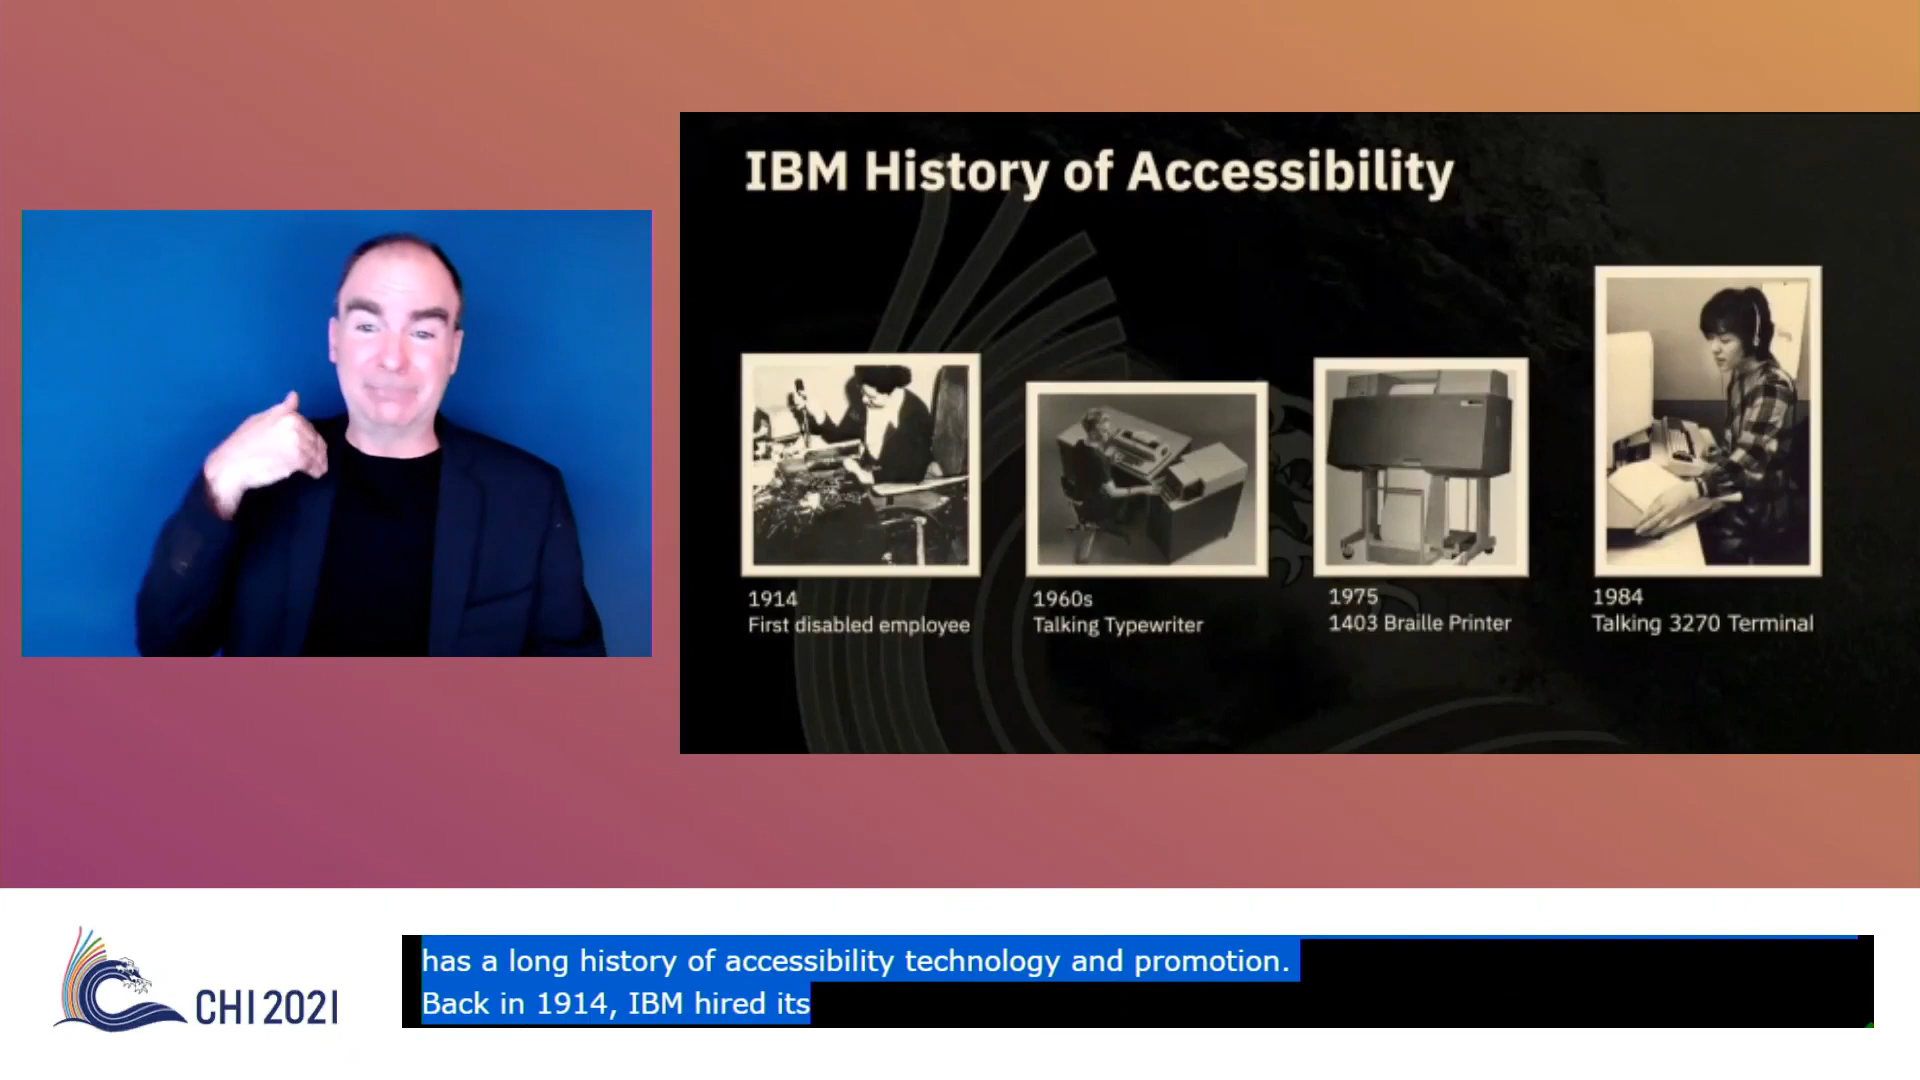 IBM History of Accessibility
1914
First disabled employee
1960s
Talking Typewriter
1975
1403 Braille Printer
1984
Talking 3270 Terminal
CHI 2021
has a long history of accessibility technology and promotion.
Back in 1914, IBM hired its